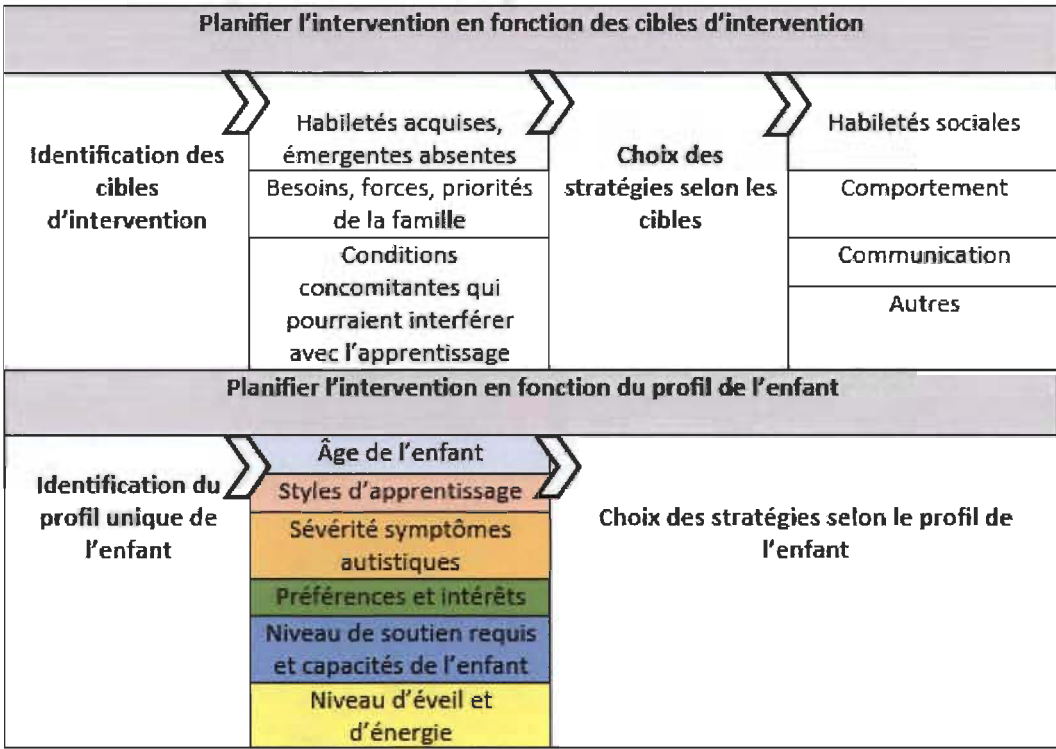 Planifier l'intervention en fonction des cibles d'intervention
Identification des
cibles
d'intervention
Habiletés acquises,
émergentes absentes
Besoins, forces, priorités
de la famille
Conditions
concomitantes qui
pourraient interférer
avec l'apprentissage
Choix des
stratégies selon les
cibles
Habiletés sociales
Comportement
Communication
Autres
Planifier l'intervention en fonction du profil de l'enfant
Identification du
profil unique de
l'enfant
Âge de l'enfant
Styles d'apprentissage
Sévérité symptômes
autistiques
Préférences et intérêts
Niveau de soutien requis
et capacités de l'enfant
Niveau d'éveil et
d'énergie
Choix des stratégies selon le profil de
l'enfant